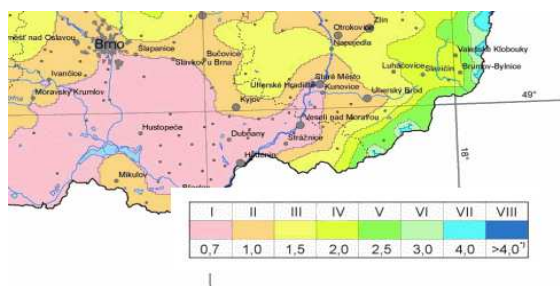 Otrokovice
Zlín
Brno
Napajedla
Šlapanice
Bučovice
Slavkov u Brna
Valašské Klobouky
Ivančice
Luhačovice
Slavičín
Brumov-Bylnice
Staré Město
Uherské Hradiště
Kunovice
Moravský Krumlov
Uherský Brod
Kyjov
49°
Veselí nad Moravou
Hustopeče
Dubňany
Strážnice
Hodonín
18°
Mikulov
I II III IV V VI VII VIII
0,7 1,0 1,5 2,0 2,5 3,0 4,0 >4,0*)